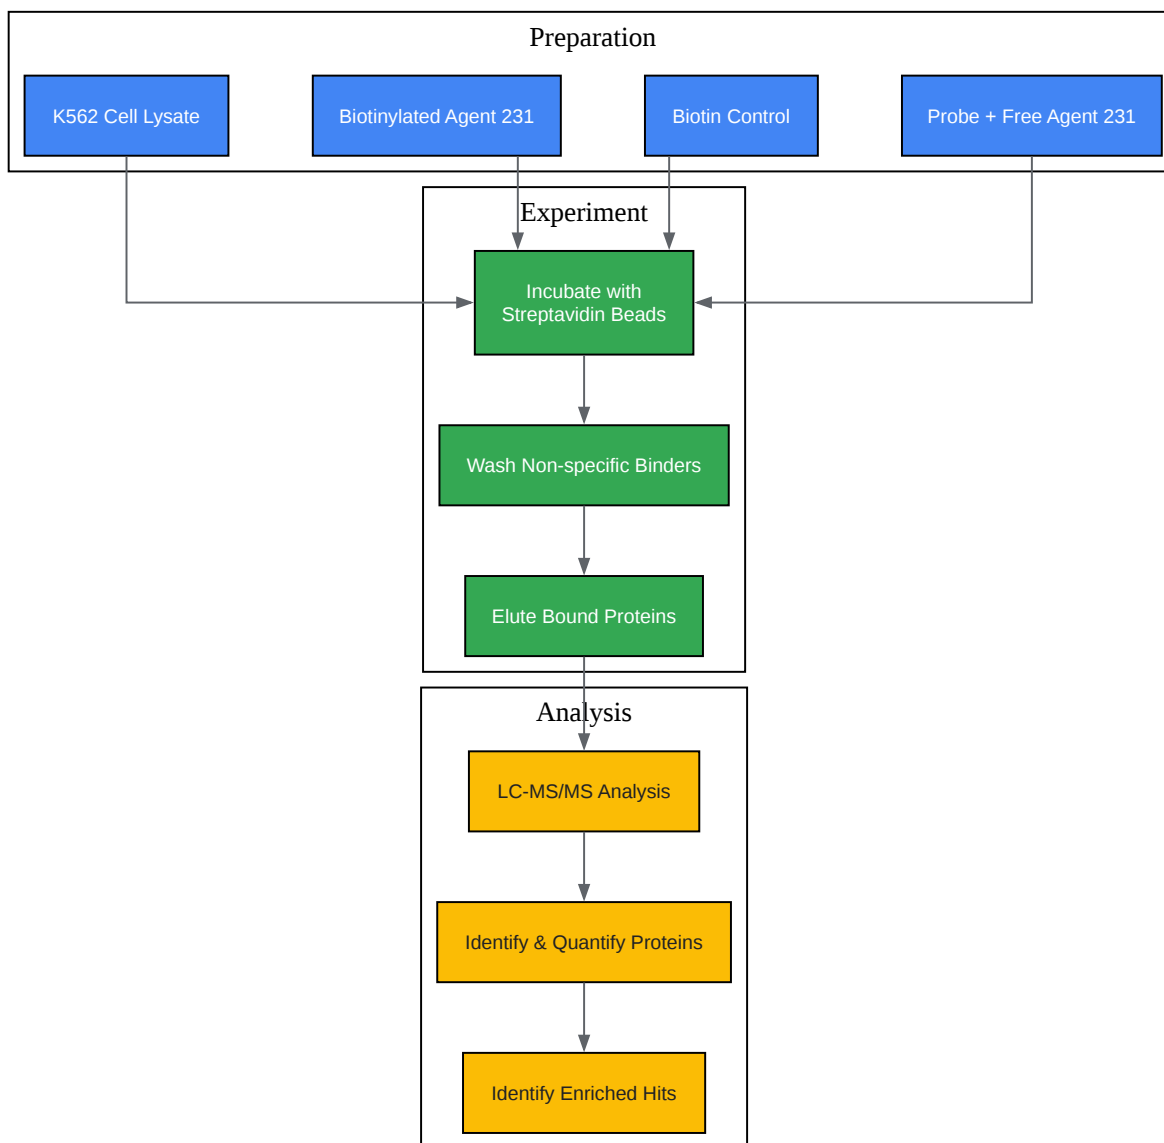 Preparation
K562 Cell Lysate
Biotinylated Agent 231
Biotin Control
Probe + Free Agent 231
Experiment
Incubate with
Streptavidin Beads
Wash Non-specific Binders
Elute Bound Proteins
Analysis
LC-MS/MS Analysis
Identify & Quantify Proteins
Identify Enriched Hits